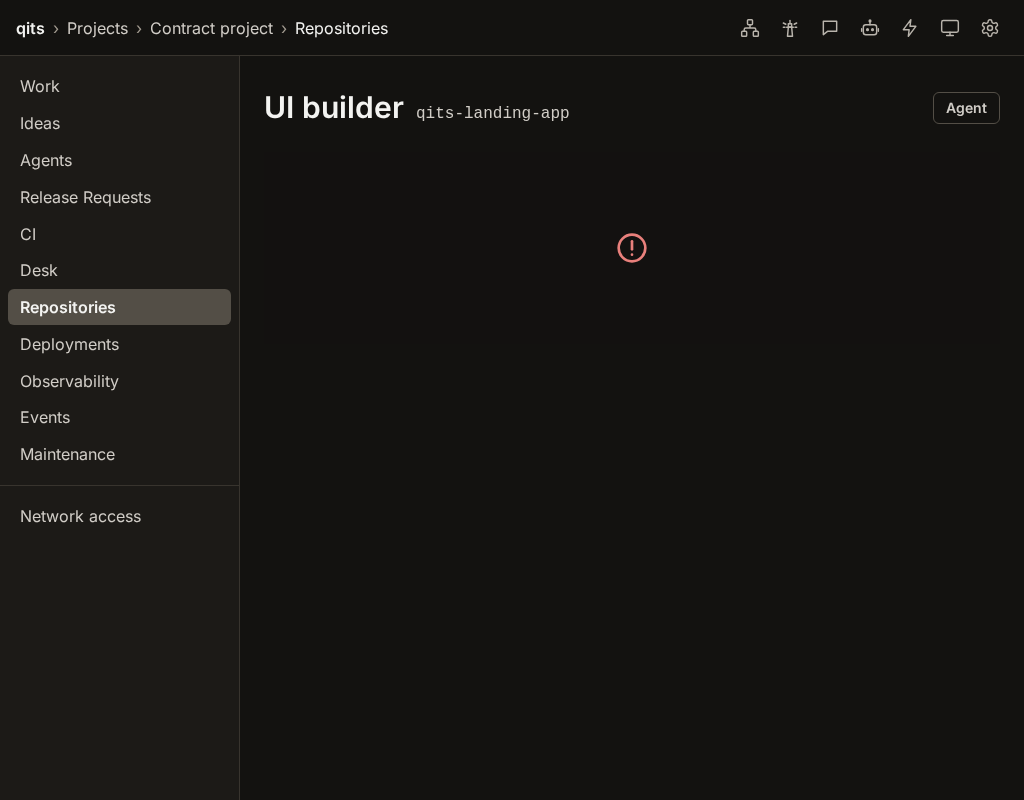 qits › Projects › Contract project › Repositories
Work
Ideas
Agents
Release Requests
CI
Desk
Repositories
Deployments
Observability
Events
Maintenance
Network access
UI builder qits-landing-app
Agent